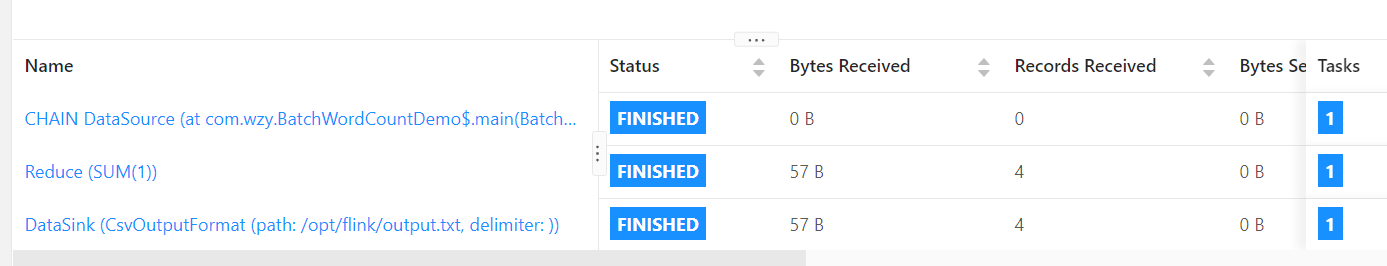 Name Status Bytes Received Records Received Bytes Se Tasks
CHAIN DataSource (at com.wzy.BatchWordCountDemo$.main(Batch... FINISHED 0 B 0 0 B 1
Reduce (SUM(1)) FINISHED 57 B 4 0 B 1
DataSink (CsvOutputFormat (path: /opt/flink/output.txt, delimiter: )) FINISHED 57 B 4 0 B 1